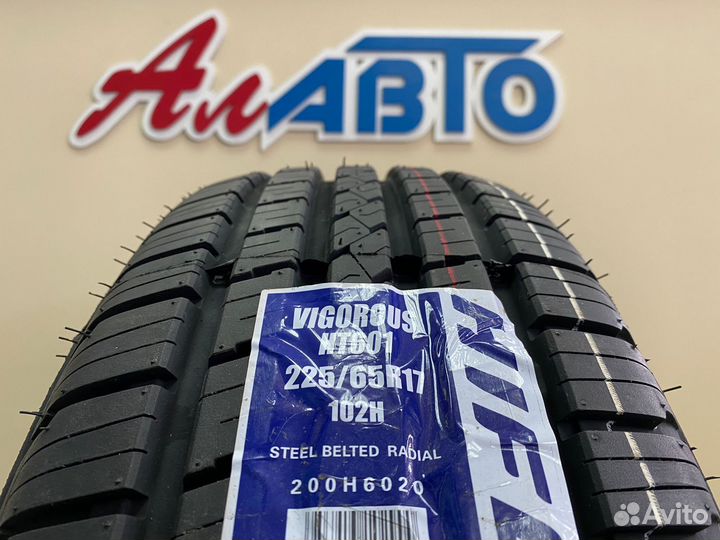 АлАВТО
VIGOROUS
HT601
225/65R17
102H
STEEL BELTED RADIAL
200H6020
Avito